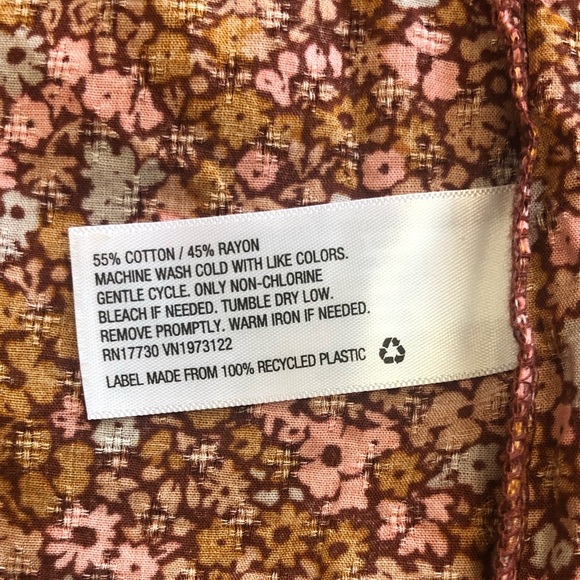 55% COTTON / 45% RAYON
MACHINE WASH COLD WITH LIKE COLORS.
GENTLE CYCLE. ONLY NON-CHLORINE
BLEACH IF NEEDED. TUMBLE DRY LOW.
REMOVE PROMPTLY. WARM IRON IF NEEDED.
RN17730 VN1973122
LABEL MADE FROM 100% RECYCLED PLASTIC